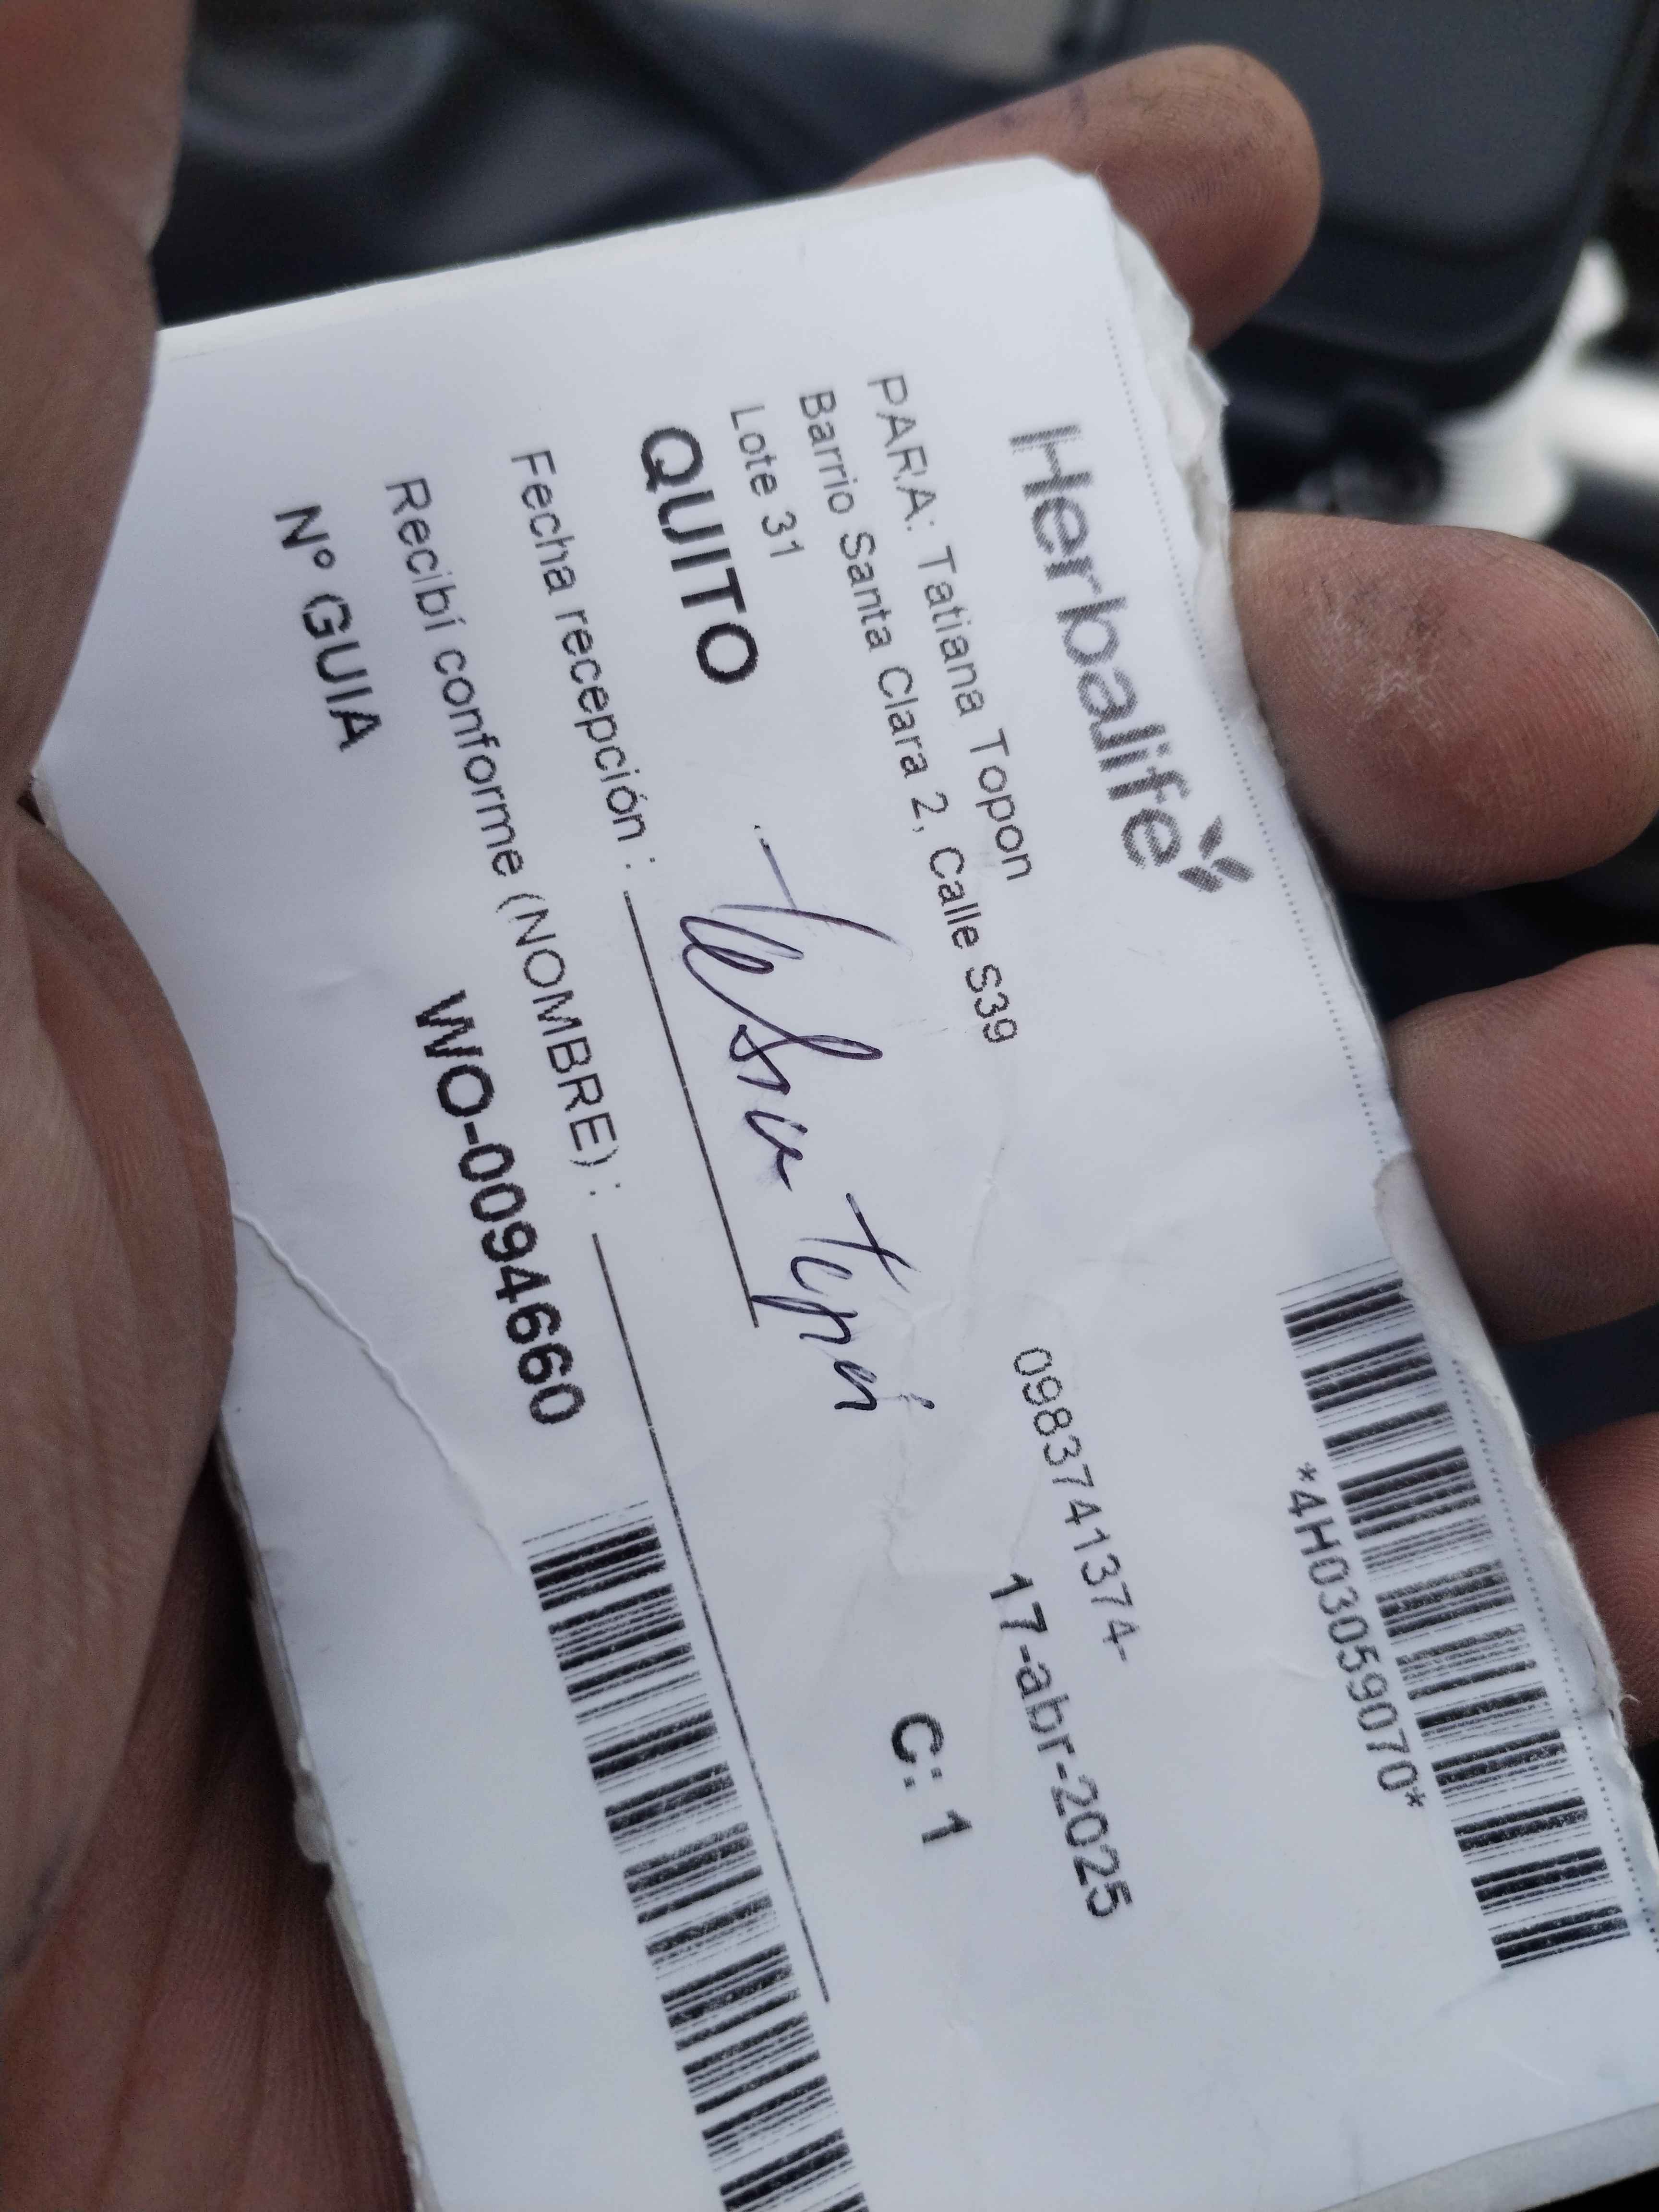 Herbalife
*4H03059070*
PARA: Tatiana Topon
0983741374-
Barrio Santa Clara 2, Calle S39
Lote 31
17-abr-2025
QUITO
C: 1
Fecha recepción :
Recibí conforme (NOMBRE) :
Nº GUIA
WO-0094660